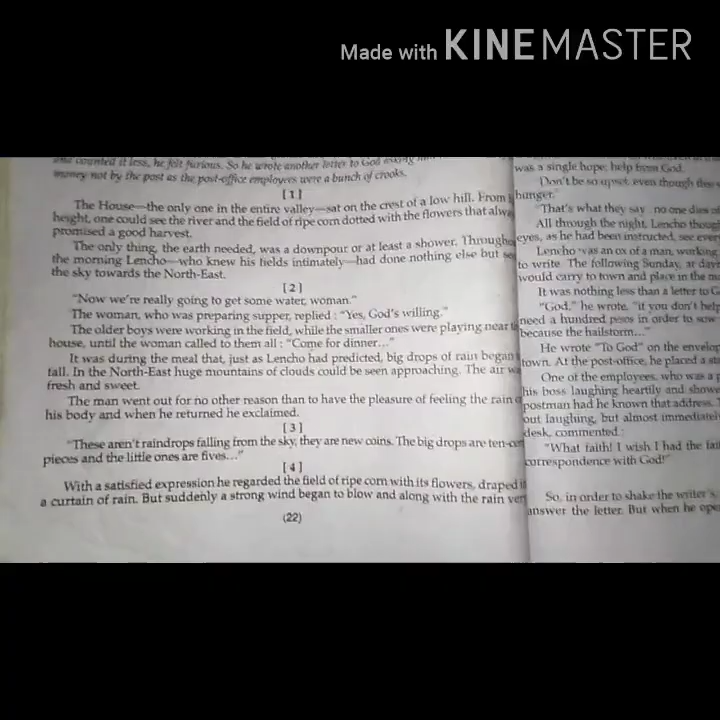 Made with KINEMASTER
one counted it less, he felt furious. So he wrote another letter to God asking him
money not by the post as the post-office employees were a bunch of crooks.
[1]
The House—the only one in the entire valley—sat on the crest of a low hill. From
height, one could see the river and the field of ripe corn dotted with the flowers that
promised a good harvest.
The only thing, the earth needed, was a downpour or at least a shower.
the morning Lencho—who knew his fields intimately—had done nothing else but
the sky towards the North-East.
[2]
"Now we're really going to get some water, woman."
The woman, who was preparing supper, replied : "Yes, God's willing."
The older boys were working in the field, while the smaller ones were playing near
house, until the woman called to them all : "Come for dinner..."
It was during the meal that, just as Lencho had predicted, big drops of rain began
fall. In the North-East huge mountains of clouds could be seen approaching. The air
fresh and sweet.
The man went out for no other reason than to have the pleasure of feeling the rain
his body and when he returned he exclaimed.
[3]
"These aren't raindrops falling from the sky, they are new coins. The big drops are
pieces and the little ones are fives..."
[4]
With a satisfied expression he regarded the field of ripe corn with its flowers, draped
a curtain of rain. But suddenly a strong wind began to blow and along with the rain
(22)
was a single hope; help from God.
Don't be so upset, even though
hunger."
"That's what they say no one dies
All through the night, Lencho
eyes, as he had been instructed, see
Lencho was an ox of a man, working
to write. The following Sunday, at
would carry to town and place in the
It was nothing less than a letter to
"God," he wrote, "if you don't help
need a hundred pesos in order to sow
because the hailstorm..."
He wrote "To God" on the
town. At the post-office, he placed a
One of the employees, who was a
his boss laughing heartily and
postman had he known that address.
out laughing, but almost
desk, commented :
"What faith! I wish I had the
correspondence with God!"
So, in order to shake the writer's
answer the letter. But when he